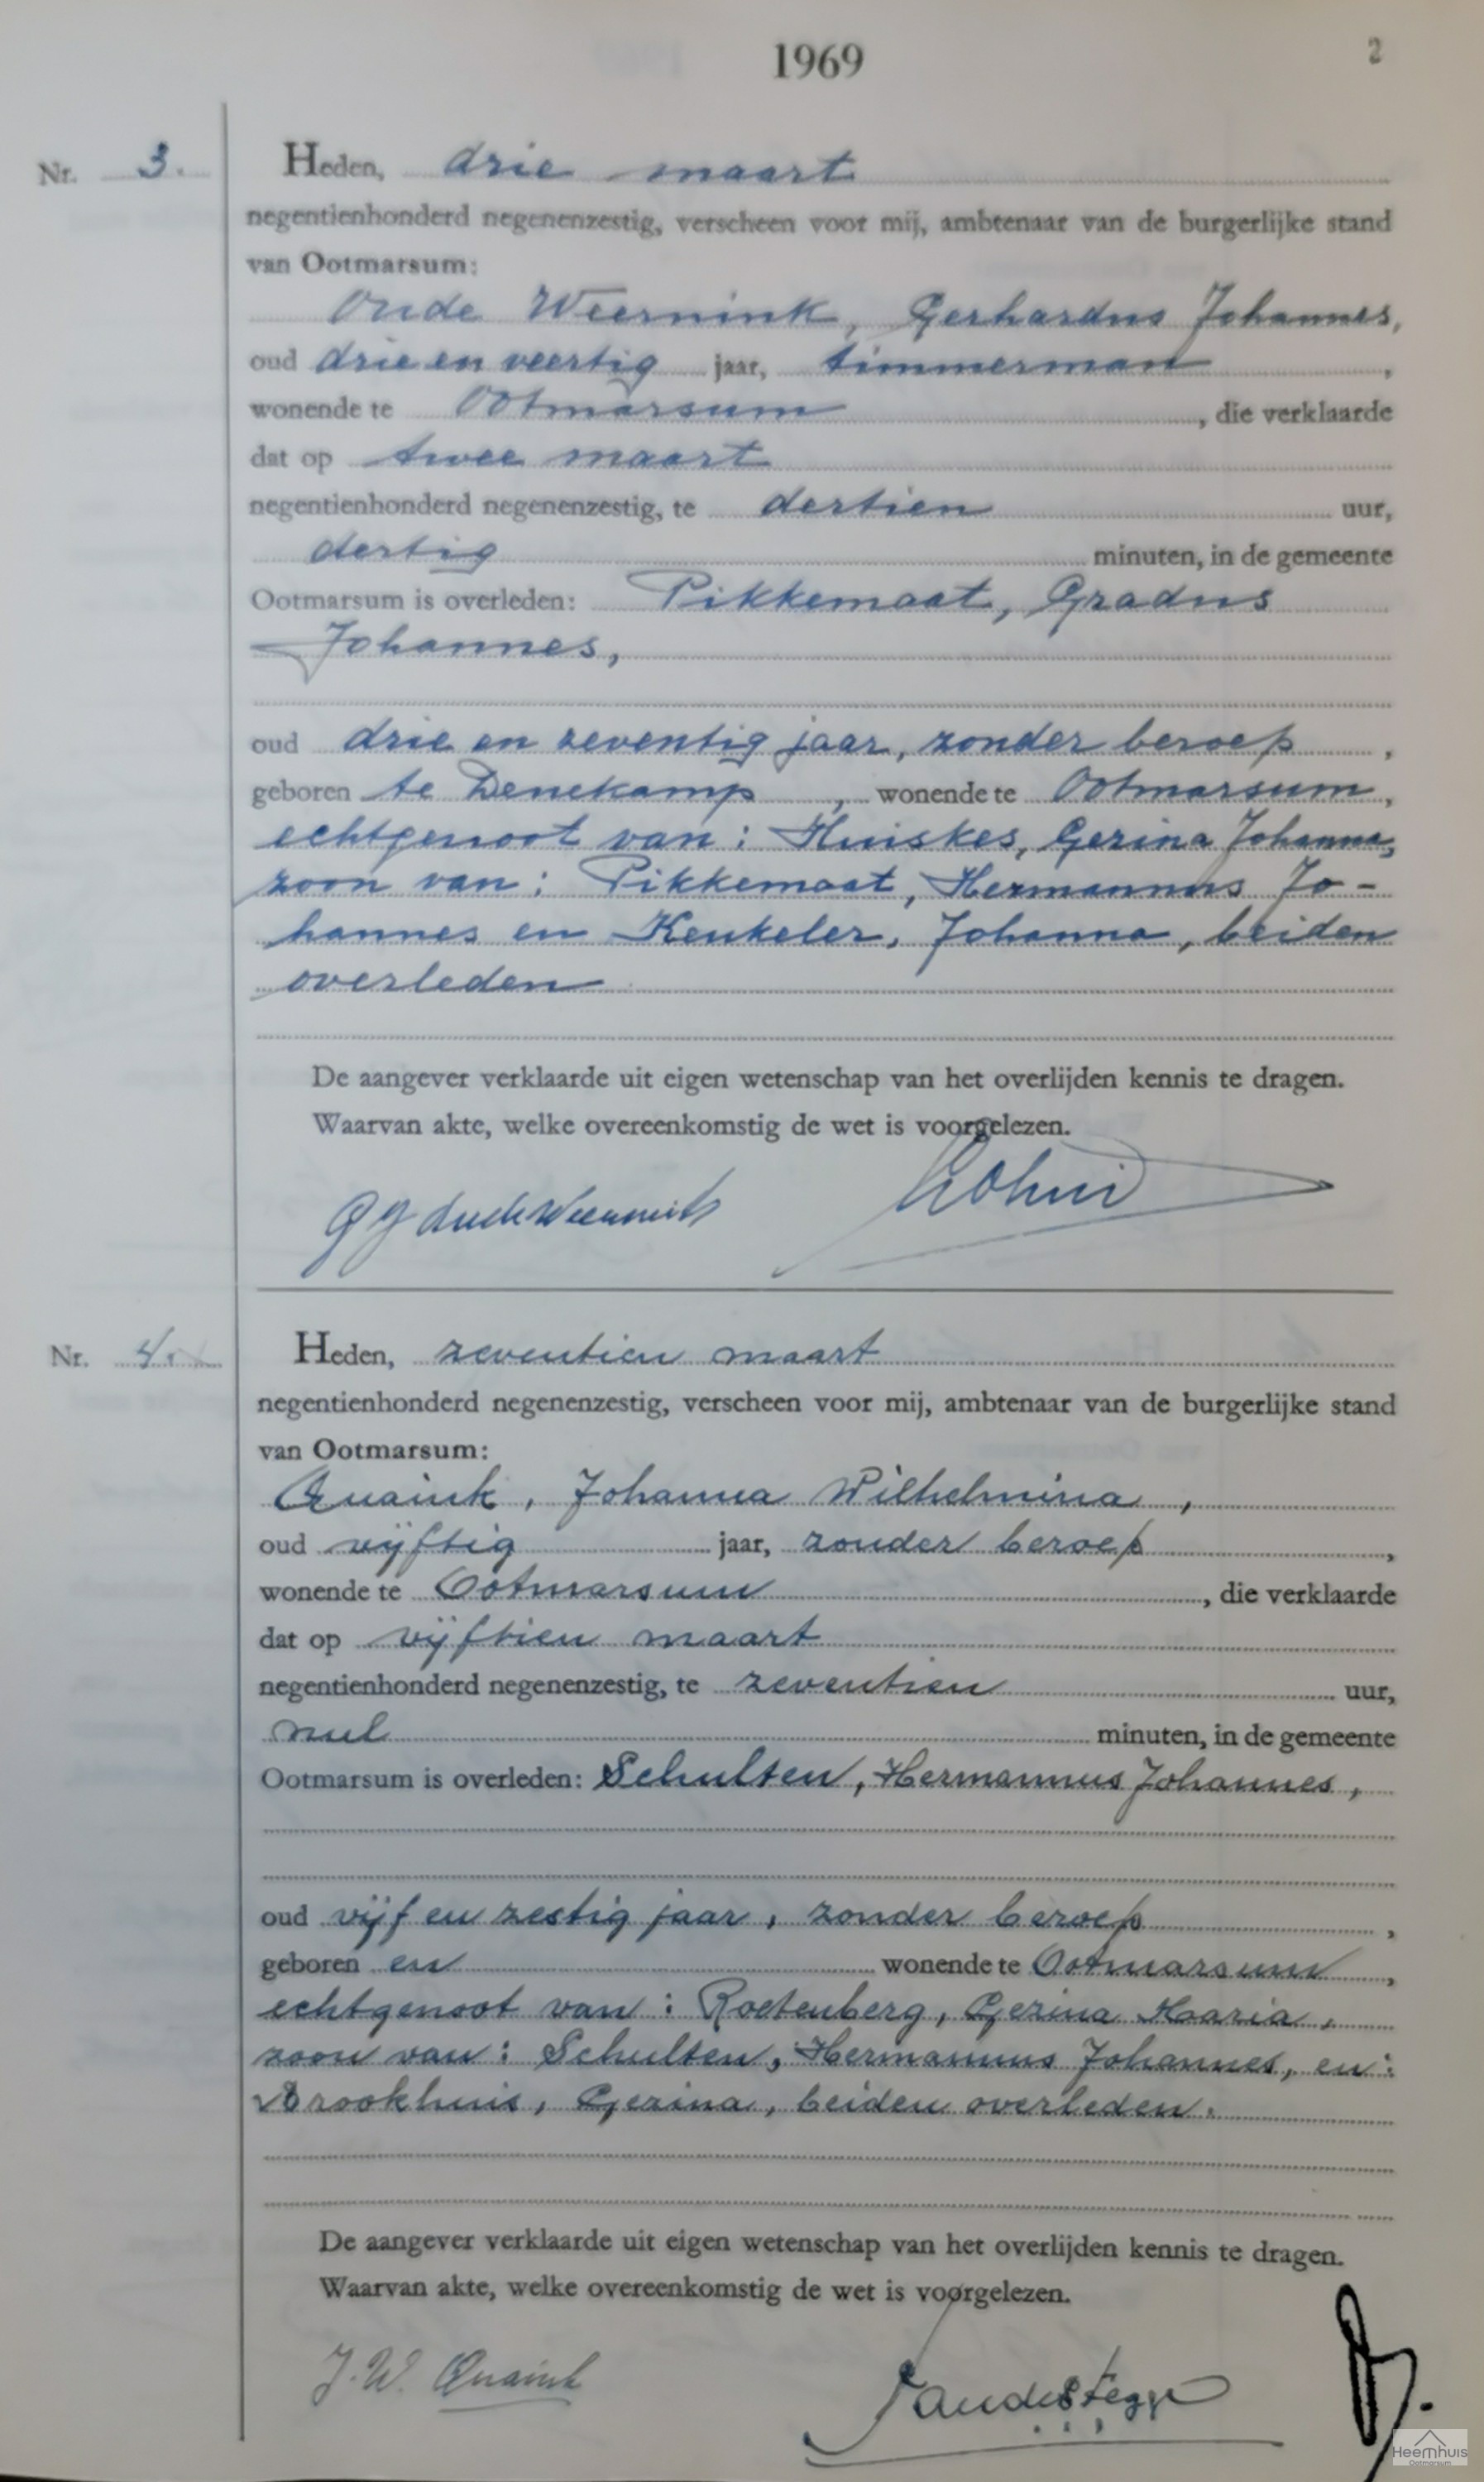 1969
2
Nr. 3.
Heden, drie maart
negentienhonderd negenenzestig, verscheen voor mij, ambtenaar van de burgerlijke stand
van Ootmarsum:
Oude Weernink, Gerhardus Johannes,
oud drie en veertig jaar, timmerman,
wonende te Ootmarsum, die verklaarde
dat op twee maart
negentienhonderd negenenzestig, te dertien uur,
dertig minuten, in de gemeente
Ootmarsum is overleden: Pikkemaat, Gradus
Johannes,
oud drie en zeventig jaar, zonder beroep,
geboren te Denekamp, wonende te Ootmarsum,
echtgenoot van: Huiskes, Gezina Johanna,
zoon van: Pikkemaat, Hermannus Jo-
hannes en Keukeler, Johanna, beiden
overleden
De aangever verklaarde uit eigen wetenschap van het overlijden kennis te dragen.
Waarvan akte, welke overeenkomstig de wet is voorgelezen.
Nr. 4.
Heden, zeventien maart
negentienhonderd negenenzestig, verscheen voor mij, ambtenaar van de burgerlijke stand
van Ootmarsum:
Quaink, Johanna Wilhelmina,
oud vijftig jaar, zonder beroep,
wonende te Ootmarsum, die verklaarde
dat op vijftien maart
negentienhonderd negenenzestig, te zeventien uur,
nul minuten, in de gemeente
Ootmarsum is overleden: Schulten, Hermannus Johannes,
oud vijf en zestig jaar, zonder beroep,
geboren en wonende te Ootmarsum,
echtgenoot van: Roetenberg, Gezina Maria,
zoon van: Schulten, Hermannus Johannes, en:
Brookhuis, Gezina, beiden overleden.
De aangever verklaarde uit eigen wetenschap van het overlijden kennis te dragen.
Waarvan akte, welke overeenkomstig de wet is voorgelezen.
J.W. Quaink
Heemhuis
Ootmarsum